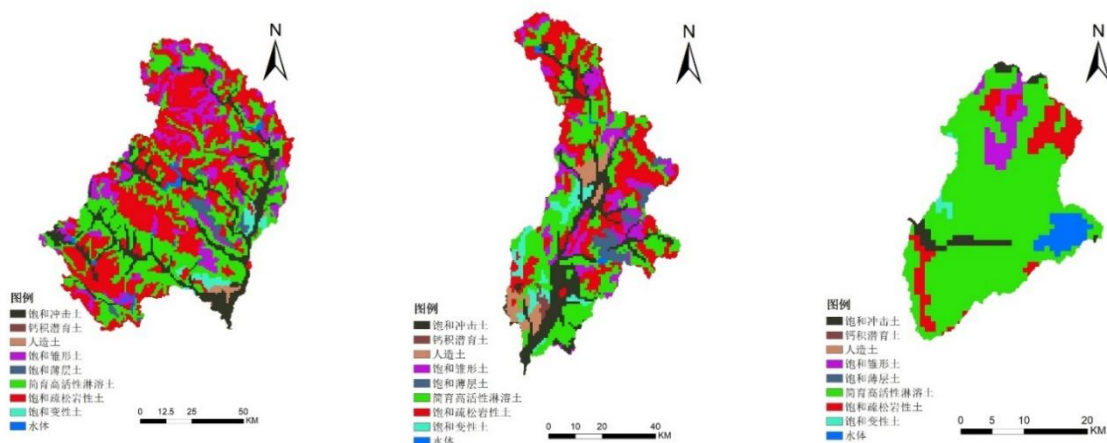 N
图例
饱和冲击土
钙积潜育土
人造土
饱和雏形土
饱和薄层土
简育高活性淋溶土
饱和疏松岩性土
饱和变性土
水体
0 12.5 25 50
KM
N
图例
饱和冲击土
钙积潜育土
人造土
饱和雏形土
饱和薄层土
简育高活性淋溶土
饱和疏松岩性土
饱和变性土
水体
0 10 20 40
KM
N
图例
饱和冲击土
钙积潜育土
人造土
饱和雏形土
饱和薄层土
简育高活性淋溶土
饱和疏松岩性土
饱和变性土
水体
0 5 10 20
KM